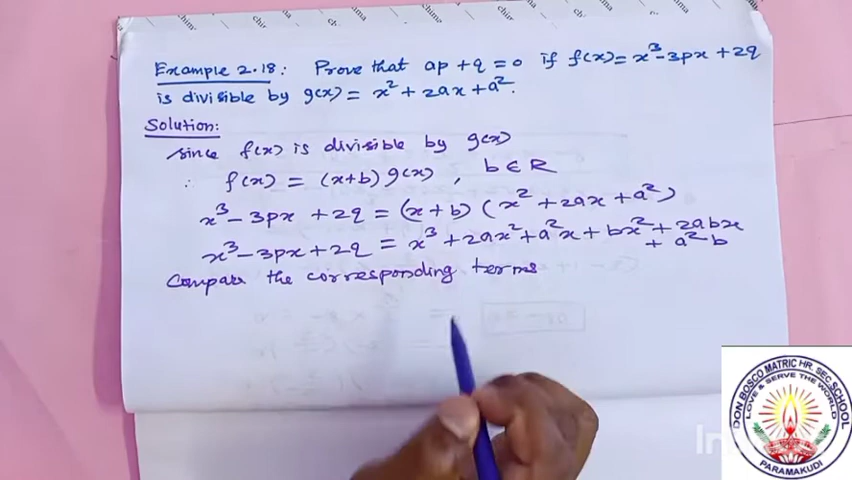 Example 2.18: Prove that ap + q = 0 if f(x) = x³ - 3px + 2q
is divisible by g(x) = x² + 2ax + a².
Solution:
Since f(x) is divisible by g(x)
∴ f(x) = (x+b) g(x), b ∈ R
x³ - 3px + 2q = (x + b) (x² + 2ax + a²)
x³ - 3px + 2q = x³ + 2ax² + a²x + bx² + 2abx
+ a²b
Compare the corresponding terms
DON BOSCO MATRIC HR. SEC SCHOOL
LOVE & SERVE THE WORLD
PARAMAKUDI